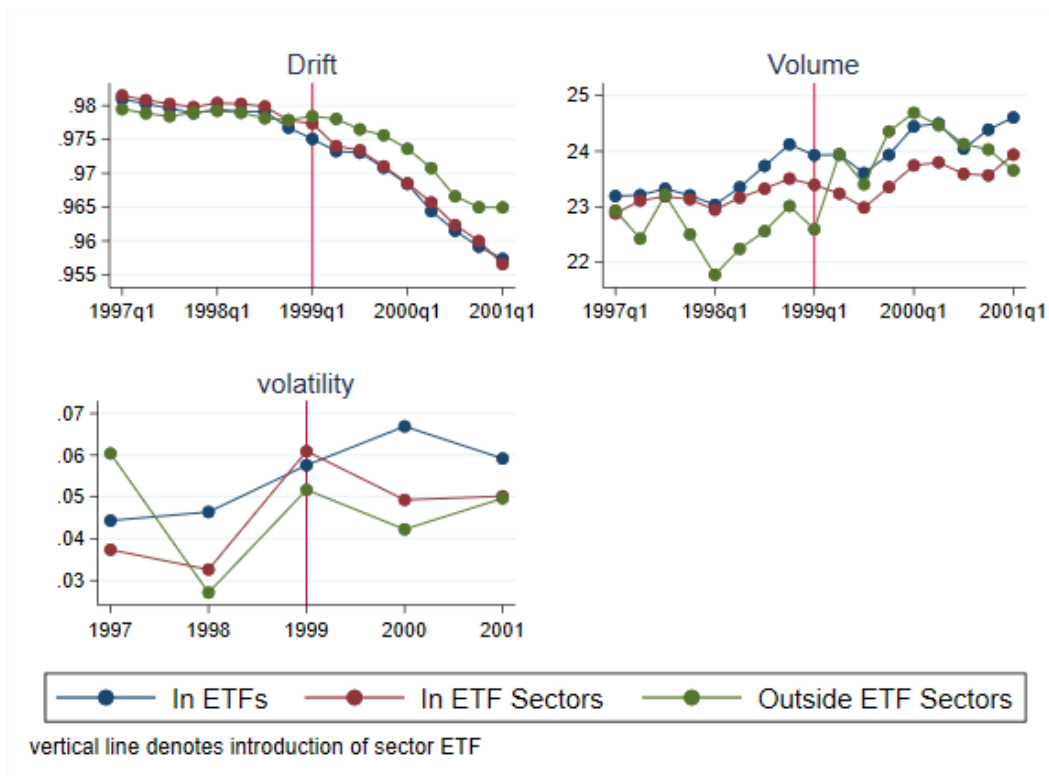 Drift
.98
.975
.97
.965
.96
.955
1997q1 1998q1 1999q1 2000q1 2001q1
Volume
25
24
23
22
1997q1 1998q1 1999q1 2000q1 2001q1
volatility
.07
.06
.05
.04
.03
1997 1998 1999 2000 2001
In ETFs In ETF Sectors Outside ETF Sectors
vertical line denotes introduction of sector ETF